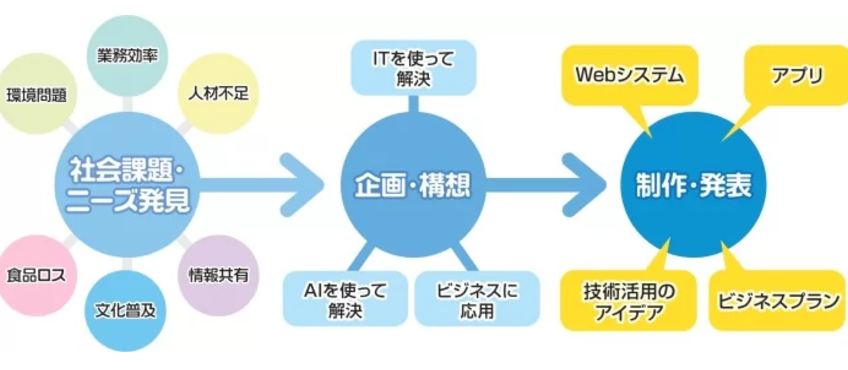 業務効率
環境問題
人材不足
社会課題・
ニーズ発見
食品ロス
情報共有
文化普及
ITを使って
解決
企画・構想
AIを使って
解決
ビジネスに
応用
Webシステム
アプリ
制作・発表
技術活用の
アイデア
ビジネスプラン